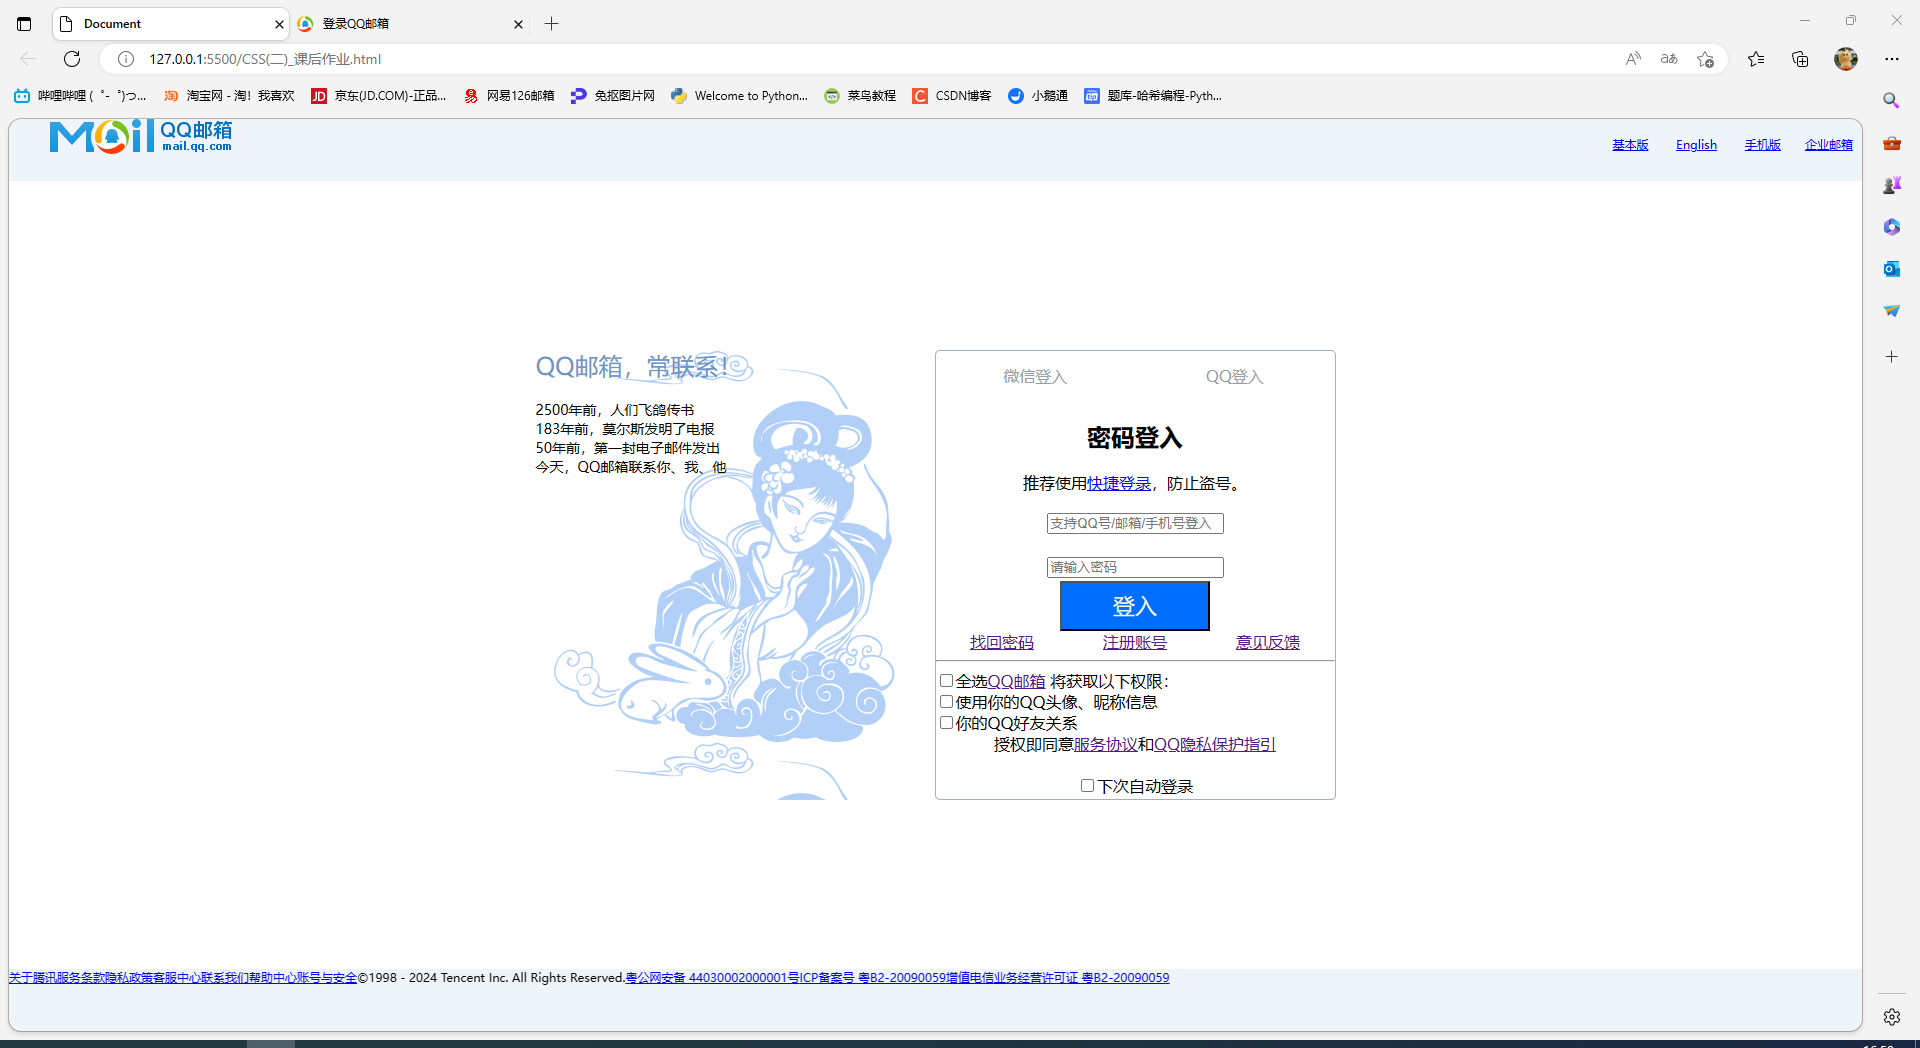 Document
登录QQ邮箱
127.0.0.1:5500/CSS(二)_课后作业.html
哔哩哔哩 ( ゜- ゜)つ... 淘宝网 - 淘！我喜欢 京东(JD.COM)-正品... 网易126邮箱 免抠图片网 Welcome to Python... 菜鸟教程 CSDN博客 小鹅通 题库-哈希编程-Pyth...
Mail QQ邮箱
mail.qq.com
基本版 English 手机版 企业邮箱
QQ邮箱，常联系！
2500年前，人们飞鸽传书
183年前，莫尔斯发明了电报
50年前，第一封电子邮件发出
今天，QQ邮箱联系你、我、他
微信登入 QQ登入
密码登入
推荐使用快捷登录，防止盗号。
支持QQ号/邮箱/手机号登入
请输入密码
登入
找回密码 注册账号 意见反馈
全选QQ邮箱 将获取以下权限：
使用你的QQ头像、昵称信息
你的QQ好友关系
授权即同意服务协议和QQ隐私保护指引
下次自动登录
关于腾讯服务条款隐私政策客服中心联系我们帮助中心账号与安全©1998 - 2024 Tencent Inc. All Rights Reserved.粤公网安备 44030002000001号ICP备案号 粤B2-20090059增值电信业务经营许可证 粤B2-20090059